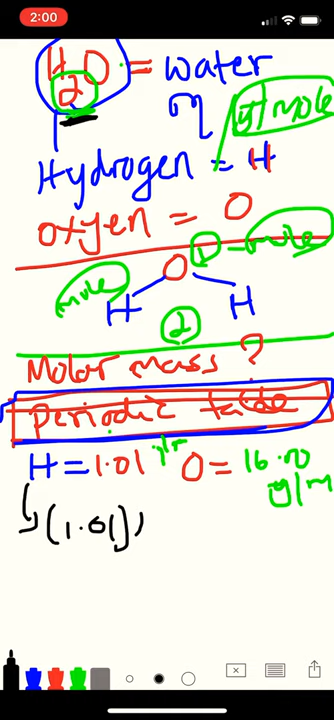 2:00
H2O = water
g/mole
Hydrogen = H
oxygen = O
1 mole
mole O
H H
2
Molar mass ?
Periodic table
H = 1.01 O = 16.00
g/m
(1.01)